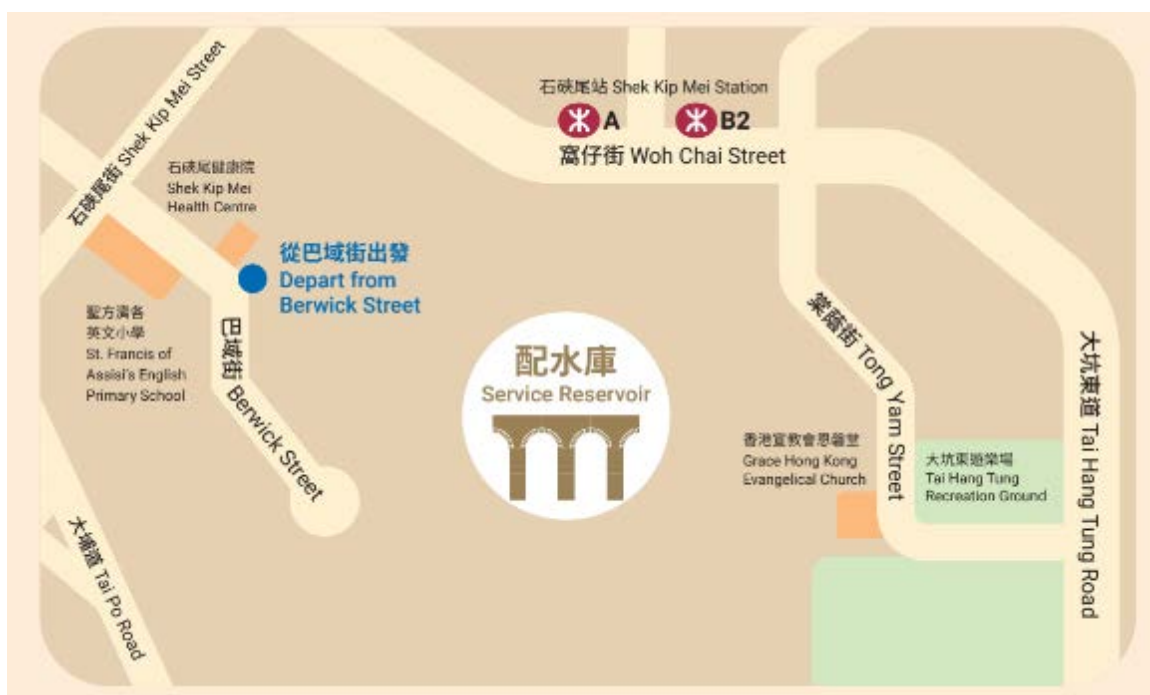 石硤尾街 Shek Kip Mei Street
石硤尾站 Shek Kip Mei Station
A
B2
窩仔街 Woh Chai Street
石硤尾健康院
Shek Kip Mei
Health Centre
從巴域街出發
Depart from
Berwick Street
聖方濟各
英文小學
St. Francis of
Assisi's English
Primary School
巴域街 Berwick Street
配水庫
Service Reservoir
棠蔭街 Tong Yam Street
大坑東道 Tai Hang Tung Road
香港宣教會恩磐堂
Grace Hong Kong
Evangelical Church
大坑東遊樂場
Tai Hang Tung
Recreation Ground
大埔道 Tai Po Road